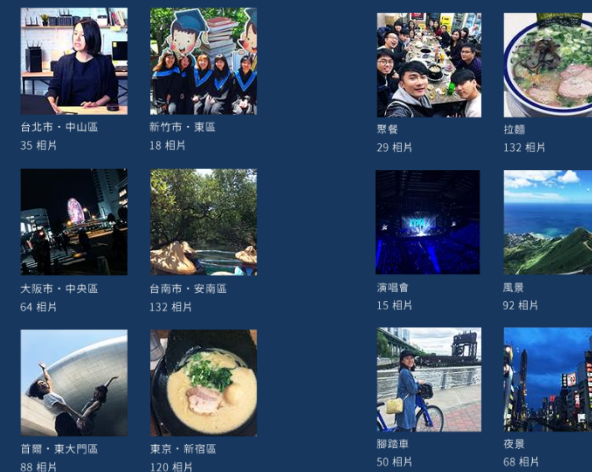 台北市・中山區
35 相片
新竹市・東區
18 相片
大阪市・中央區
64 相片
台南市・安南區
132 相片
首爾・東大門區
88 相片
東京・新宿區
120 相片
聚餐
29 相片
拉麵
132 相片
演唱會
15 相片
風景
92 相片
腳踏車
50 相片
夜景
68 相片